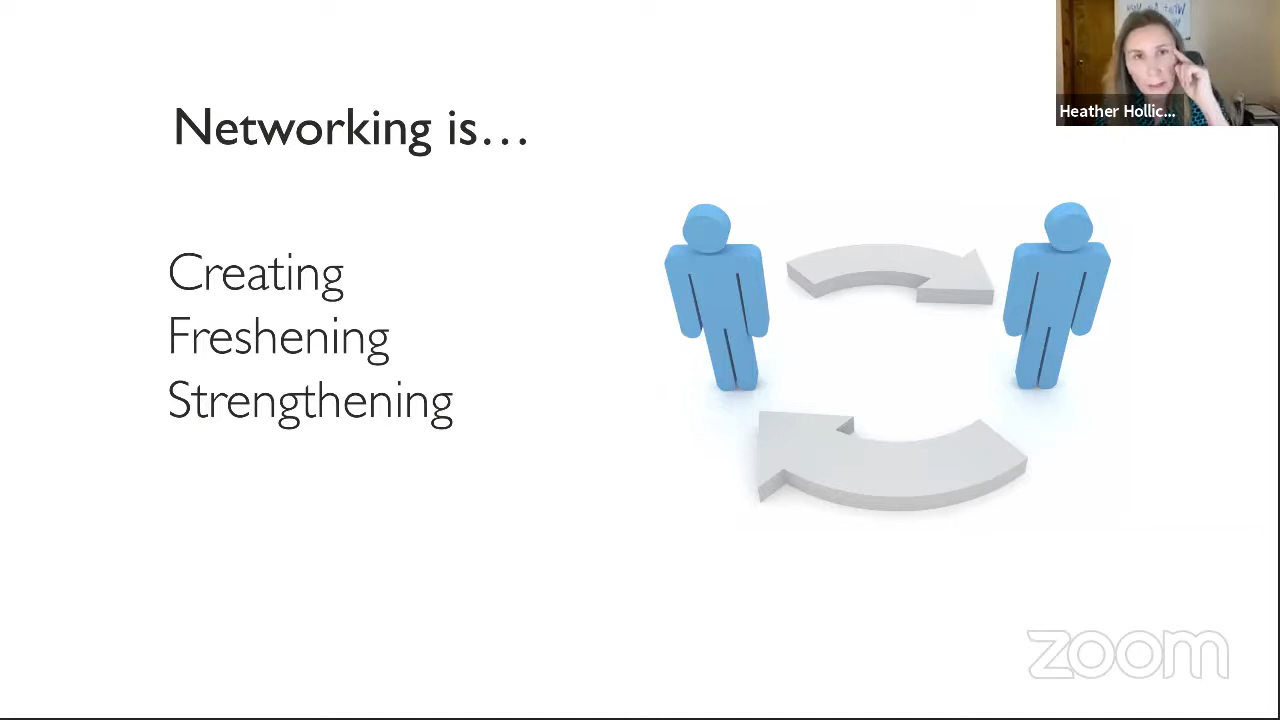 Networking is…
Creating
Freshening
Strengthening
Heather Hollic...
zoom